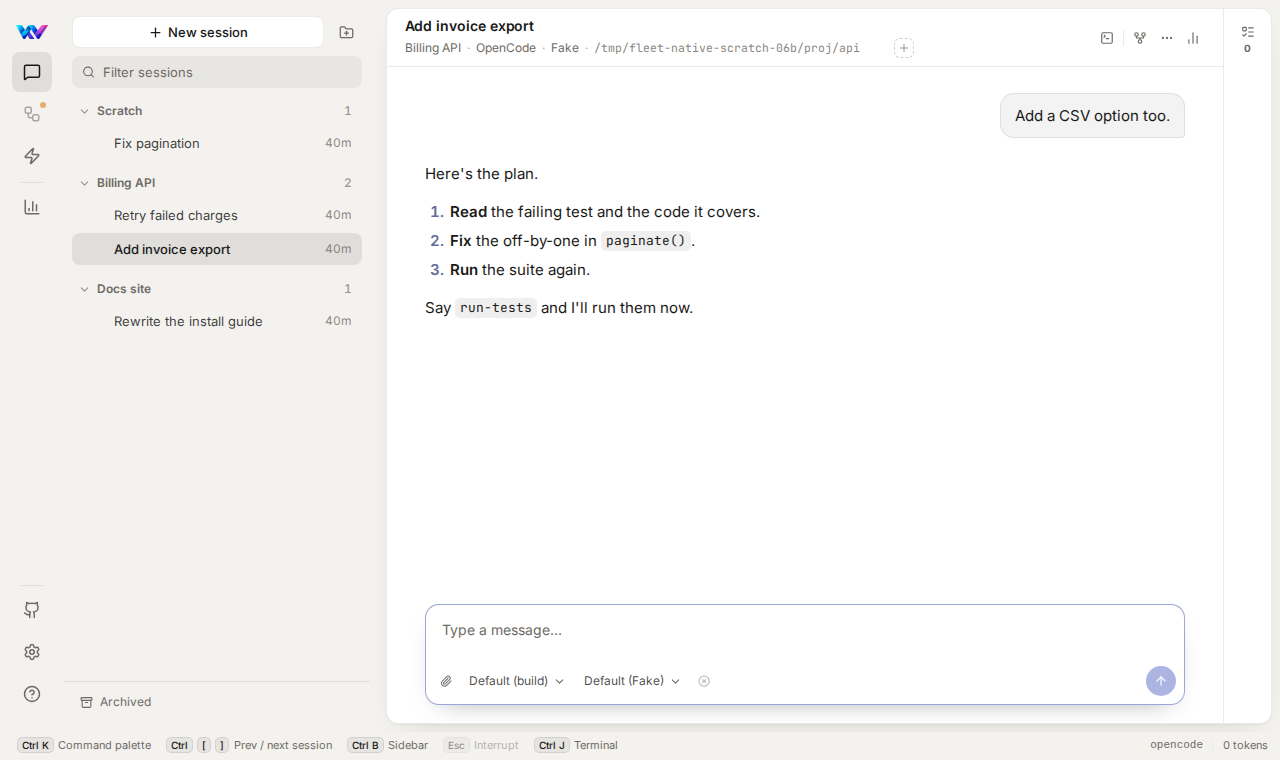 New session
Filter sessions
Scratch 1
Fix pagination 40m
Billing API 2
Retry failed charges 40m
Add invoice export 40m
Docs site 1
Rewrite the install guide 40m
Archived
Add invoice export
Billing API · OpenCode · Fake · /tmp/fleet-native-scratch-06b/proj/api
0
Add a CSV option too.
Here's the plan.
1. Read the failing test and the code it covers.
2. Fix the off-by-one in paginate().
3. Run the suite again.
Say run-tests and I'll run them now.
Type a message...
Default (build) Default (Fake)
Ctrl K Command palette Ctrl [ ] Prev / next session Ctrl B Sidebar Esc Interrupt Ctrl J Terminal opencode 0 tokens